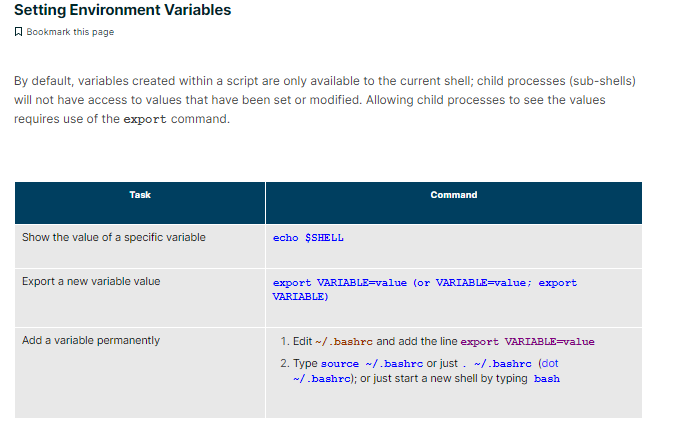 Setting Environment Variables
Bookmark this page
By default, variables created within a script are only available to the current shell; child processes (sub-shells)
will not have access to values that have been set or modified. Allowing child processes to see the values
requires use of the export command.
Task
Command
Show the value of a specific variable
echo $SHELL
Export a new variable value
export VARIABLE=value (or VARIABLE=value; export
VARIABLE)
Add a variable permanently
1. Edit ~/.bashrc and add the line export VARIABLE=value
2. Type source ~/.bashrc or just . ~/.bashrc (dot
~/.bashrc); or just start a new shell by typing bash